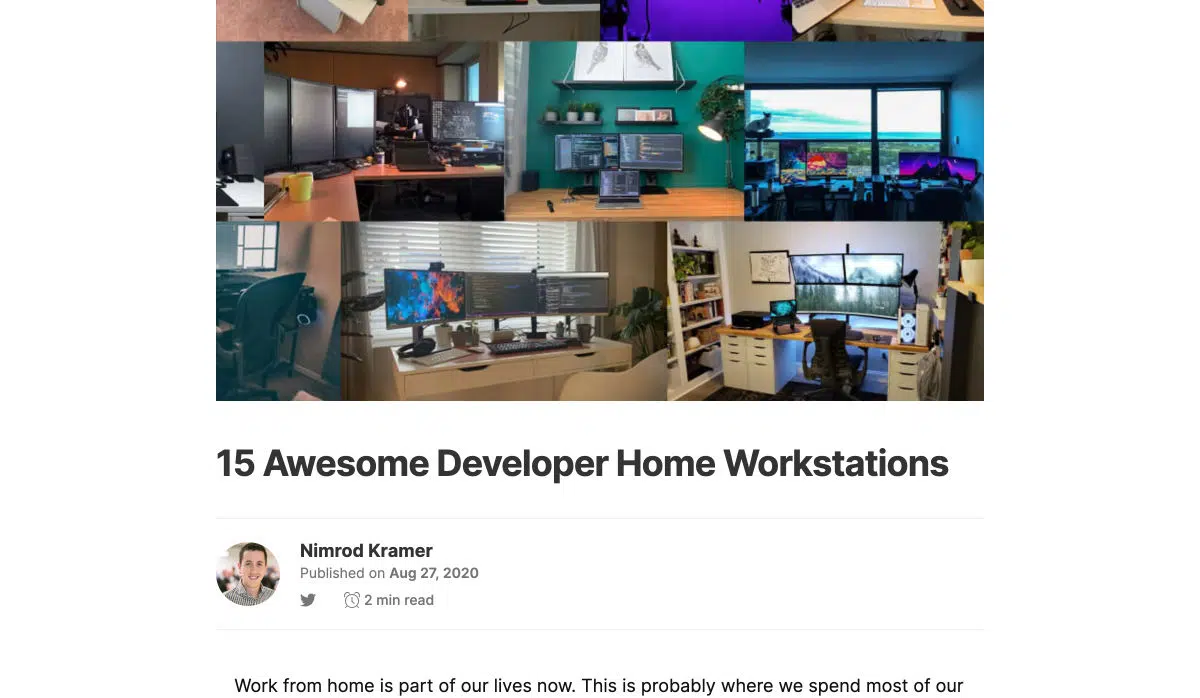 15 Awesome Developer Home Workstations
Nimrod Kramer
Published on Aug 27, 2020
2 min read
Work from home is part of our lives now. This is probably where we spend most of our